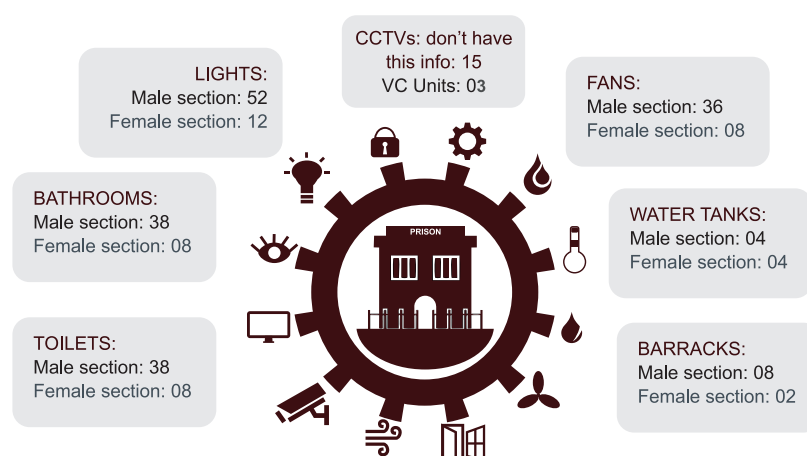 CCTVs: don’t have
this info: 15
VC Units: 03
LIGHTS:
Male section: 52
Female section: 12
FANS:
Male section: 36
Female section: 08
BATHROOMS:
Male section: 38
Female section: 08
WATER TANKS:
Male section: 04
Female section: 04
PRISON
TOILETS:
Male section: 38
Female section: 08
BARRACKS:
Male section: 08
Female section: 02